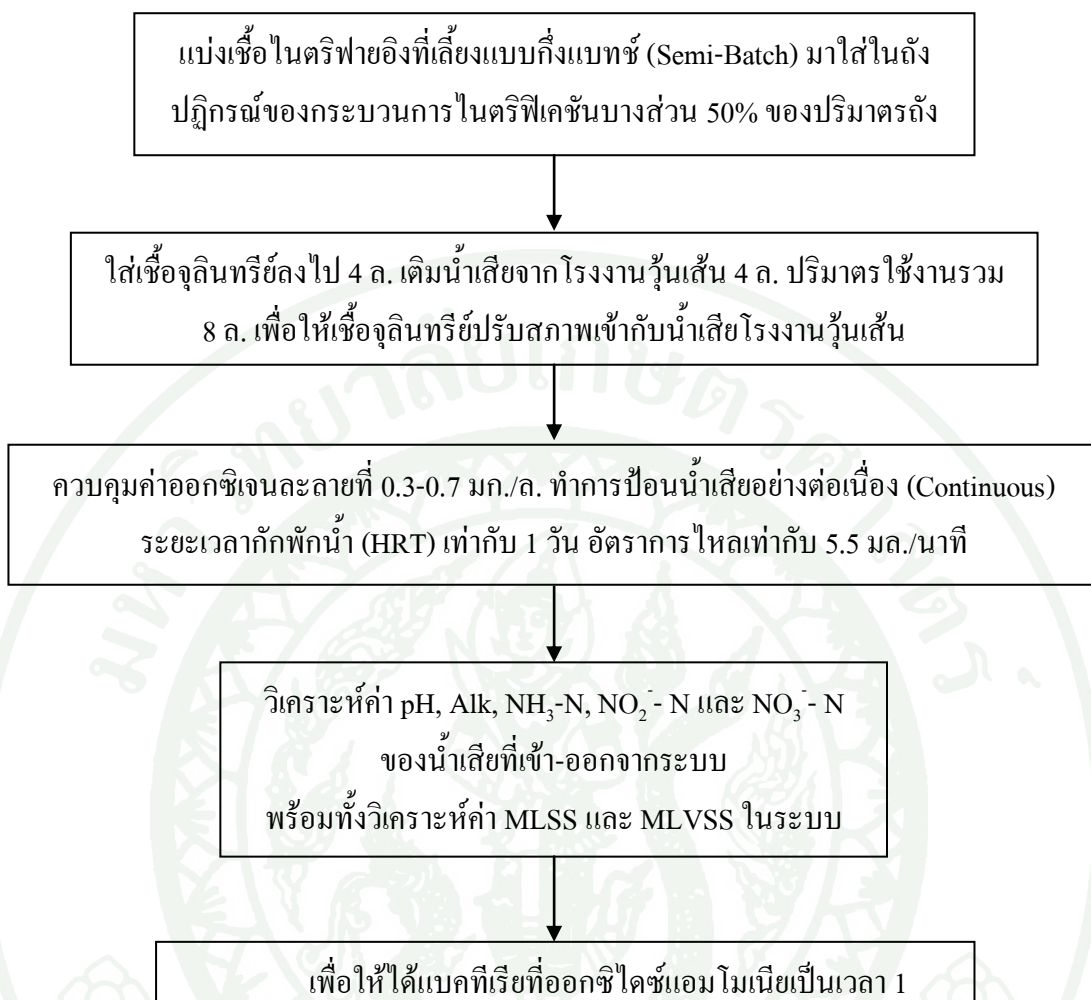 แบ่งเชื้อไนตริฟายอิงที่เลี้ยงแบบกึ่งแบทช์ (Semi-Batch) มาใส่ในถัง
ปฏิกรณ์ของกระบวนการไนตริฟิเคชันบางส่วน 50% ของปริมาตรถัง
ใส่เชื้อจุลินทรีย์ลงไป 4 ล. เติมน้ำเสียจากโรงงานวุ้นเส้น 4 ล. ปริมาตรใช้งานรวม
8 ล. เพื่อให้เชื้อจุลินทรีย์ปรับสภาพเข้ากับน้ำเสียโรงงานวุ้นเส้น
ควบคุมค่าออกซิเจนละลายที่ 0.3-0.7 มก./ล. ทำการป้อนน้ำเสียอย่างต่อเนื่อง (Continuous)
ระยะเวลากักพักน้ำ (HRT) เท่ากับ 1 วัน อัตราการไหลเท่ากับ 5.5 มล./นาที
วิเคราะห์ค่า pH, Alk, NH₃-N, NO₂⁻- N และ NO₃⁻- N
ของน้ำเสียที่เข้า-ออกจากระบบ
พร้อมทั้งวิเคราะห์ค่า MLSS และ MLVSS ในระบบ
เพื่อให้ได้แบคทีเรียที่ออกซิไดซ์แอมโมเนียเป็นเวลา 1